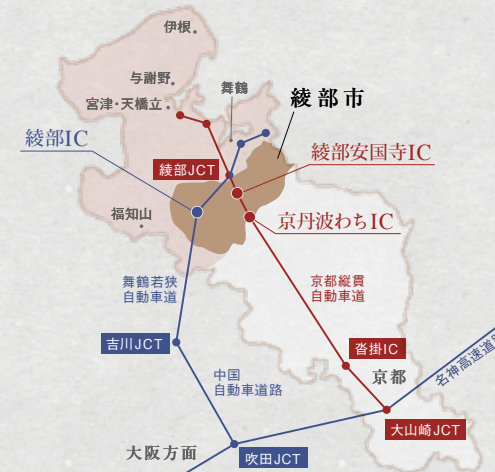 伊根
与謝野
宮津・天橋立
舞鶴
綾部市
綾部IC
綾部JCT
綾部安国寺IC
福知山
京丹波わちIC
舞鶴若狭
自動車道
京都縦貫
自動車道
吉川JCT
沓掛IC
名神高速道路
中国
自動車道路
京都
大山崎JCT
大阪方面
吹田JCT